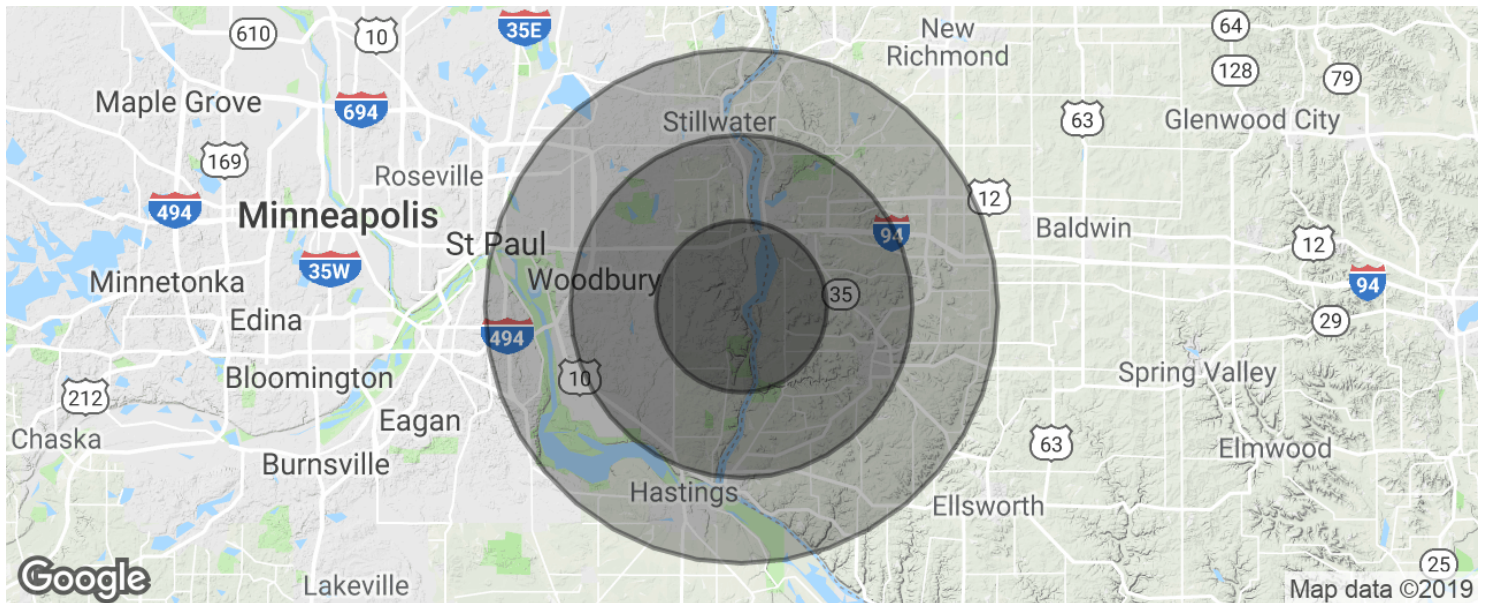 610
10
35E
New
Richmond
64
128
79
Maple Grove
694
Stillwater
63
Glenwood City
169
Roseville
494
Minneapolis
12
St Paul
94
Baldwin
12
35W
Woodbury
Minnetonka
35
94
Edina
494
29
10
Bloomington
Spring Valley
212
Eagan
Chaska
63
Elmwood
Burnsville
Hastings
Ellsworth
25
Google
Lakeville
Map data ©2019